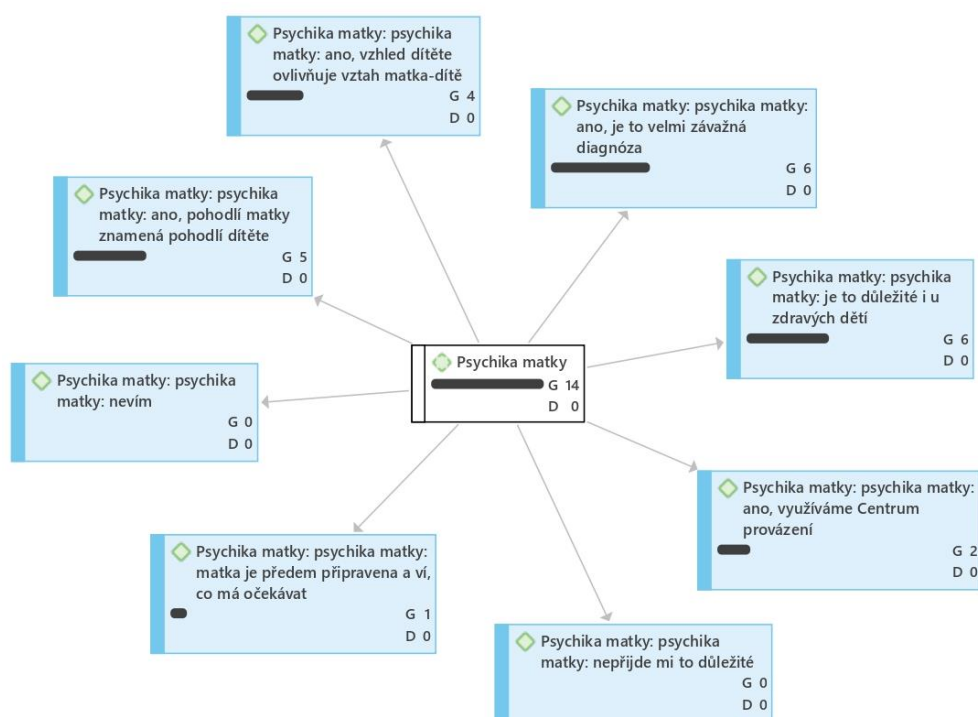 Psychika matky: psychika
matky: ano, vzhled dítěte
ovlivňuje vztah matka-dítě
G 4
D 0
Psychika matky: psychika matky:
ano, je to velmi závažná
diagnóza
G 6
D 0
Psychika matky: psychika
matky: ano, pohodlí matky
znamená pohodlí dítěte
G 5
D 0
Psychika matky: psychika
matky: je to důležité i u
zdravých dětí
G 6
D 0
Psychika matky
G 14
D 0
Psychika matky: psychika
matky: nevím
G 0
D 0
Psychika matky: psychika matky:
ano, využíváme Centrum
provázení
G 2
D 0
Psychika matky: psychika matky:
matka je předem připravena a ví,
co má očekávat
G 1
D 0
Psychika matky: psychika
matky: nepřijde mi to důležité
G 0
D 0